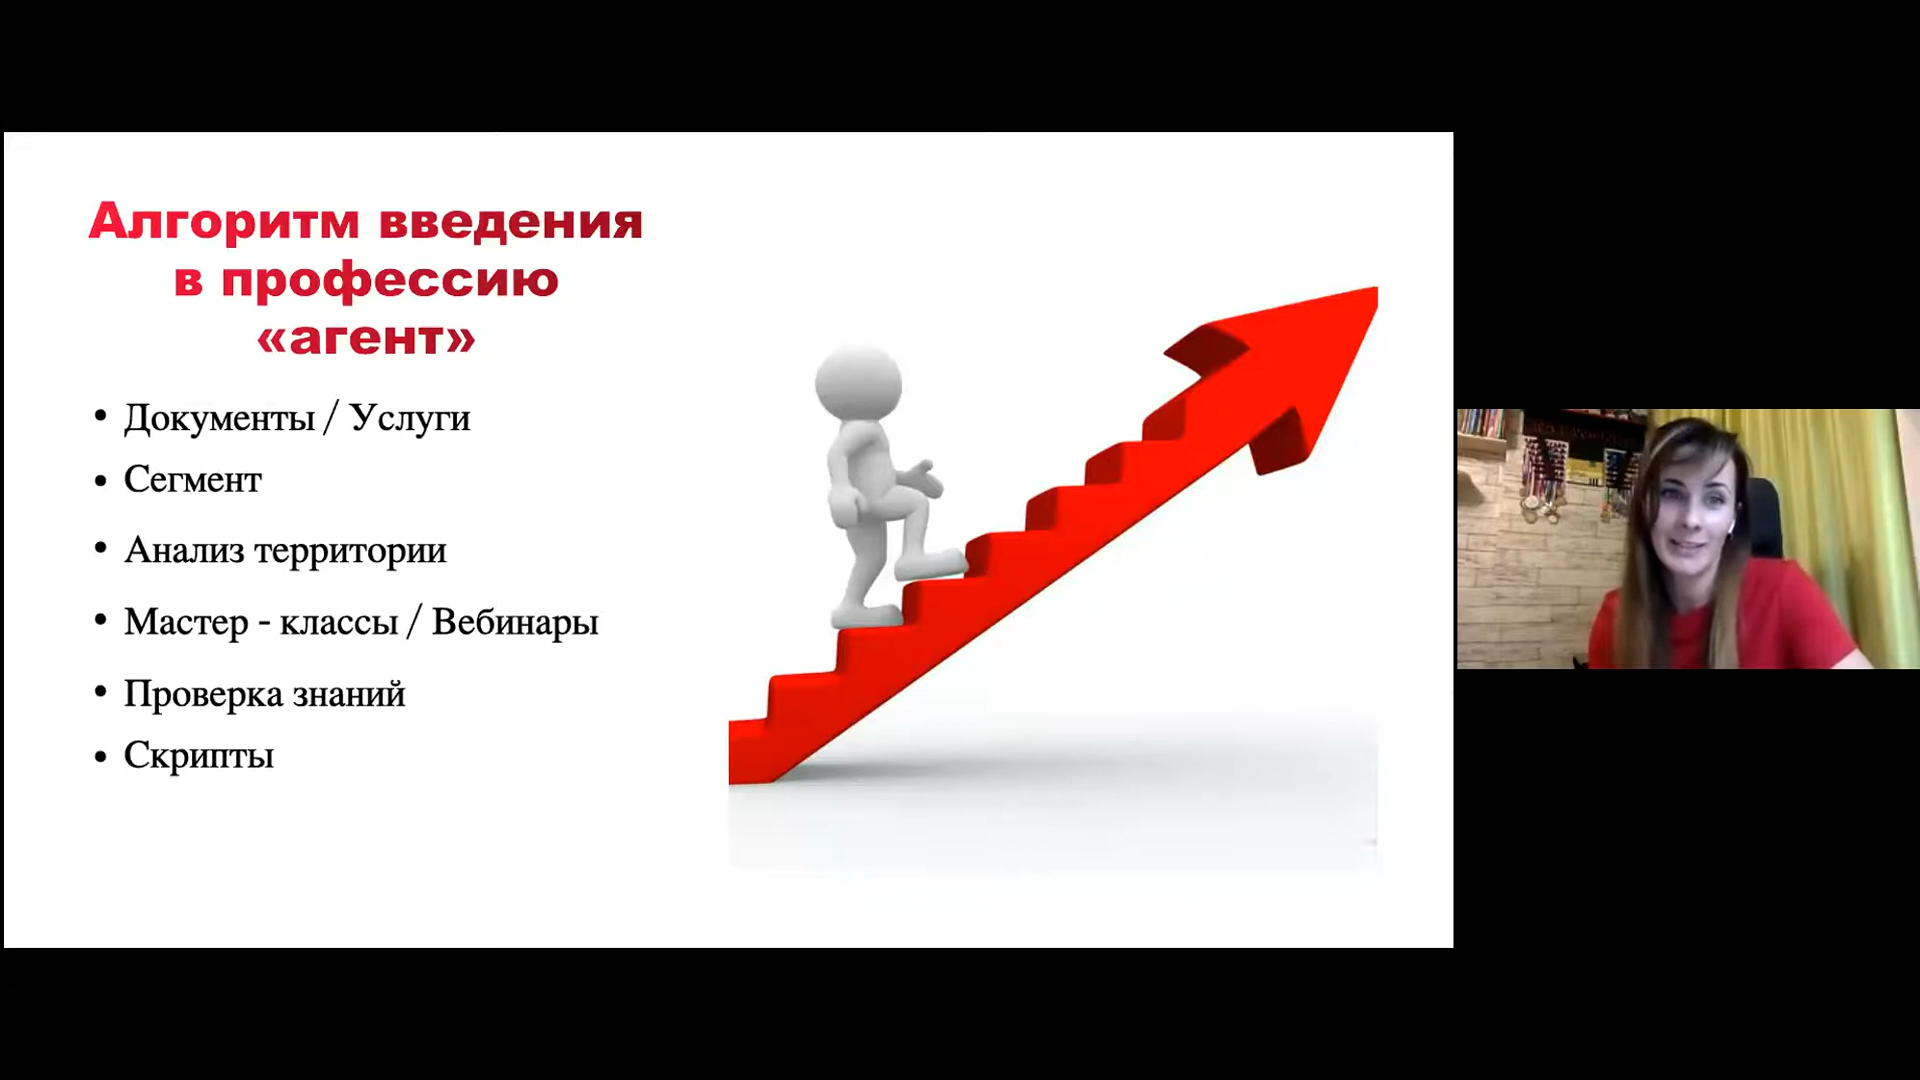 Алгоритм введения
в профессию
«агент»
• Документы / Услуги
• Сегмент
• Анализ территории
• Мастер - классы / Вебинары
• Проверка знаний
• Скрипты